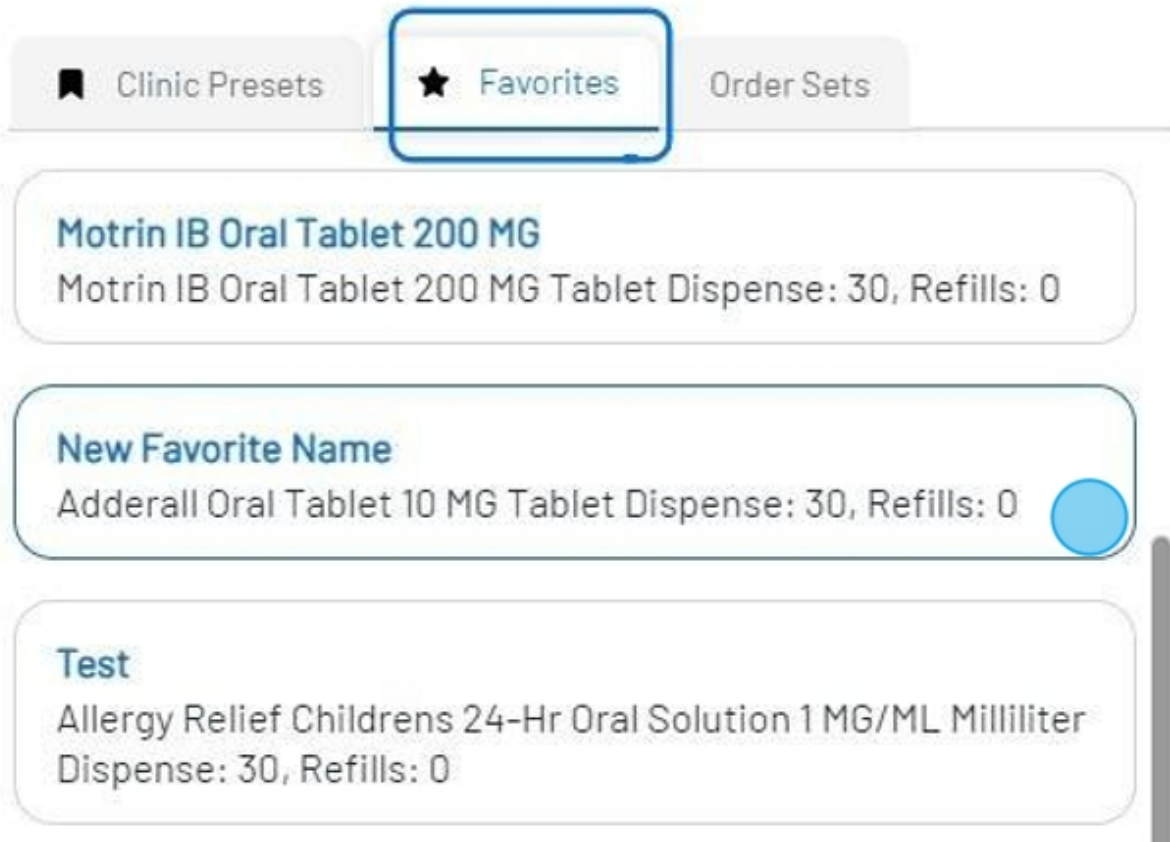 Clinic Presets Favorites Order Sets
Motrin IB Oral Tablet 200 MG
Motrin IB Oral Tablet 200 MG Tablet Dispense: 30, Refills: 0
New Favorite Name
Adderall Oral Tablet 10 MG Tablet Dispense: 30, Refills: 0
Test
Allergy Relief Childrens 24-Hr Oral Solution 1 MG/ML Milliliter
Dispense: 30, Refills: 0